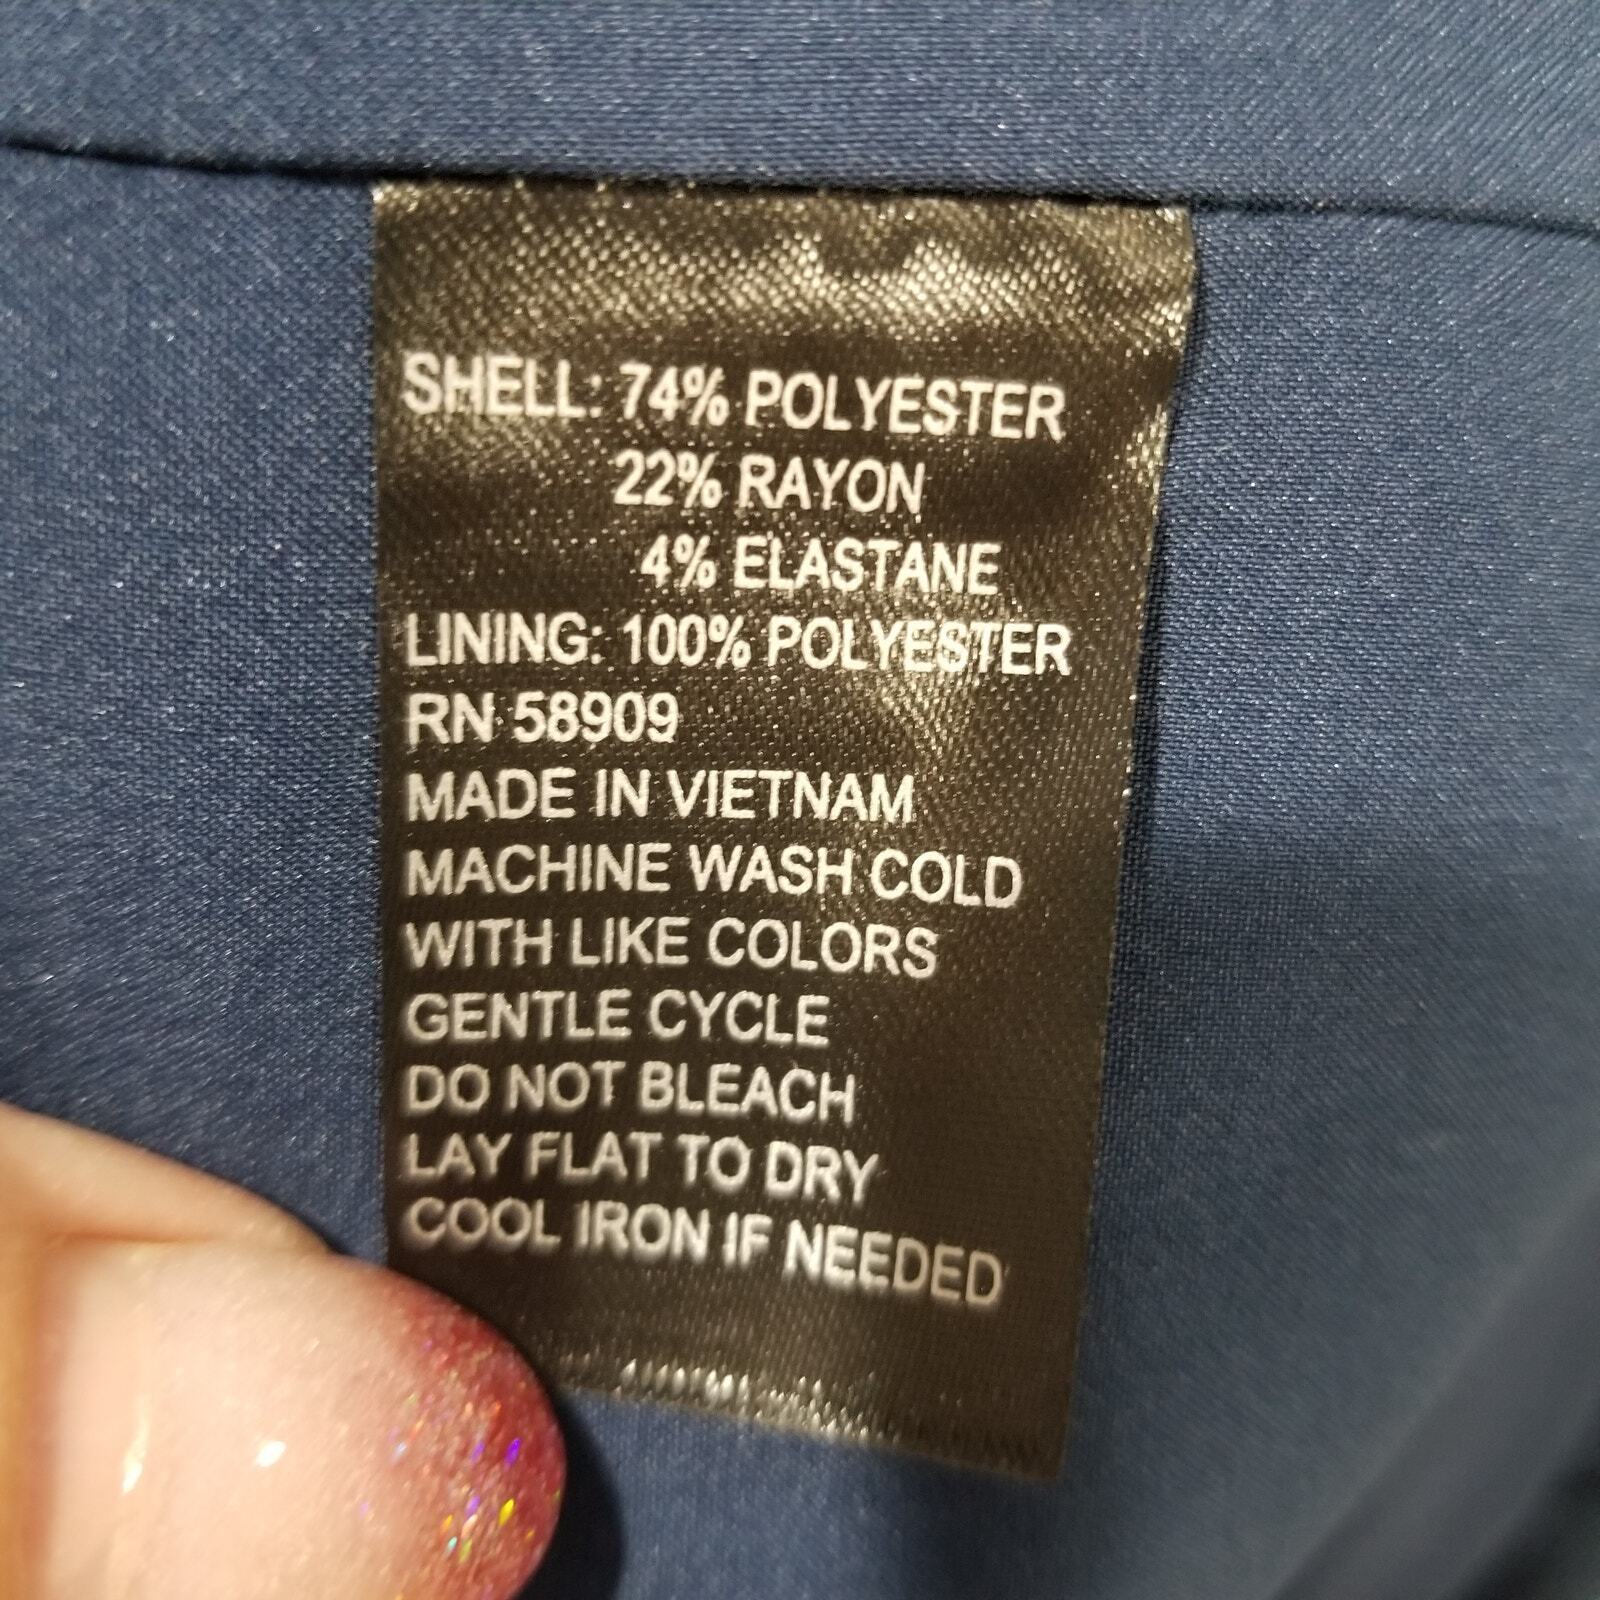 SHELL: 74% POLYESTER
22% RAYON
4% ELASTANE
LINING: 100% POLYESTER
RN 58909
MADE IN VIETNAM
MACHINE WASH COLD
WITH LIKE COLORS
GENTLE CYCLE
DO NOT BLEACH
LAY FLAT TO DRY
COOL IRON IF NEEDED